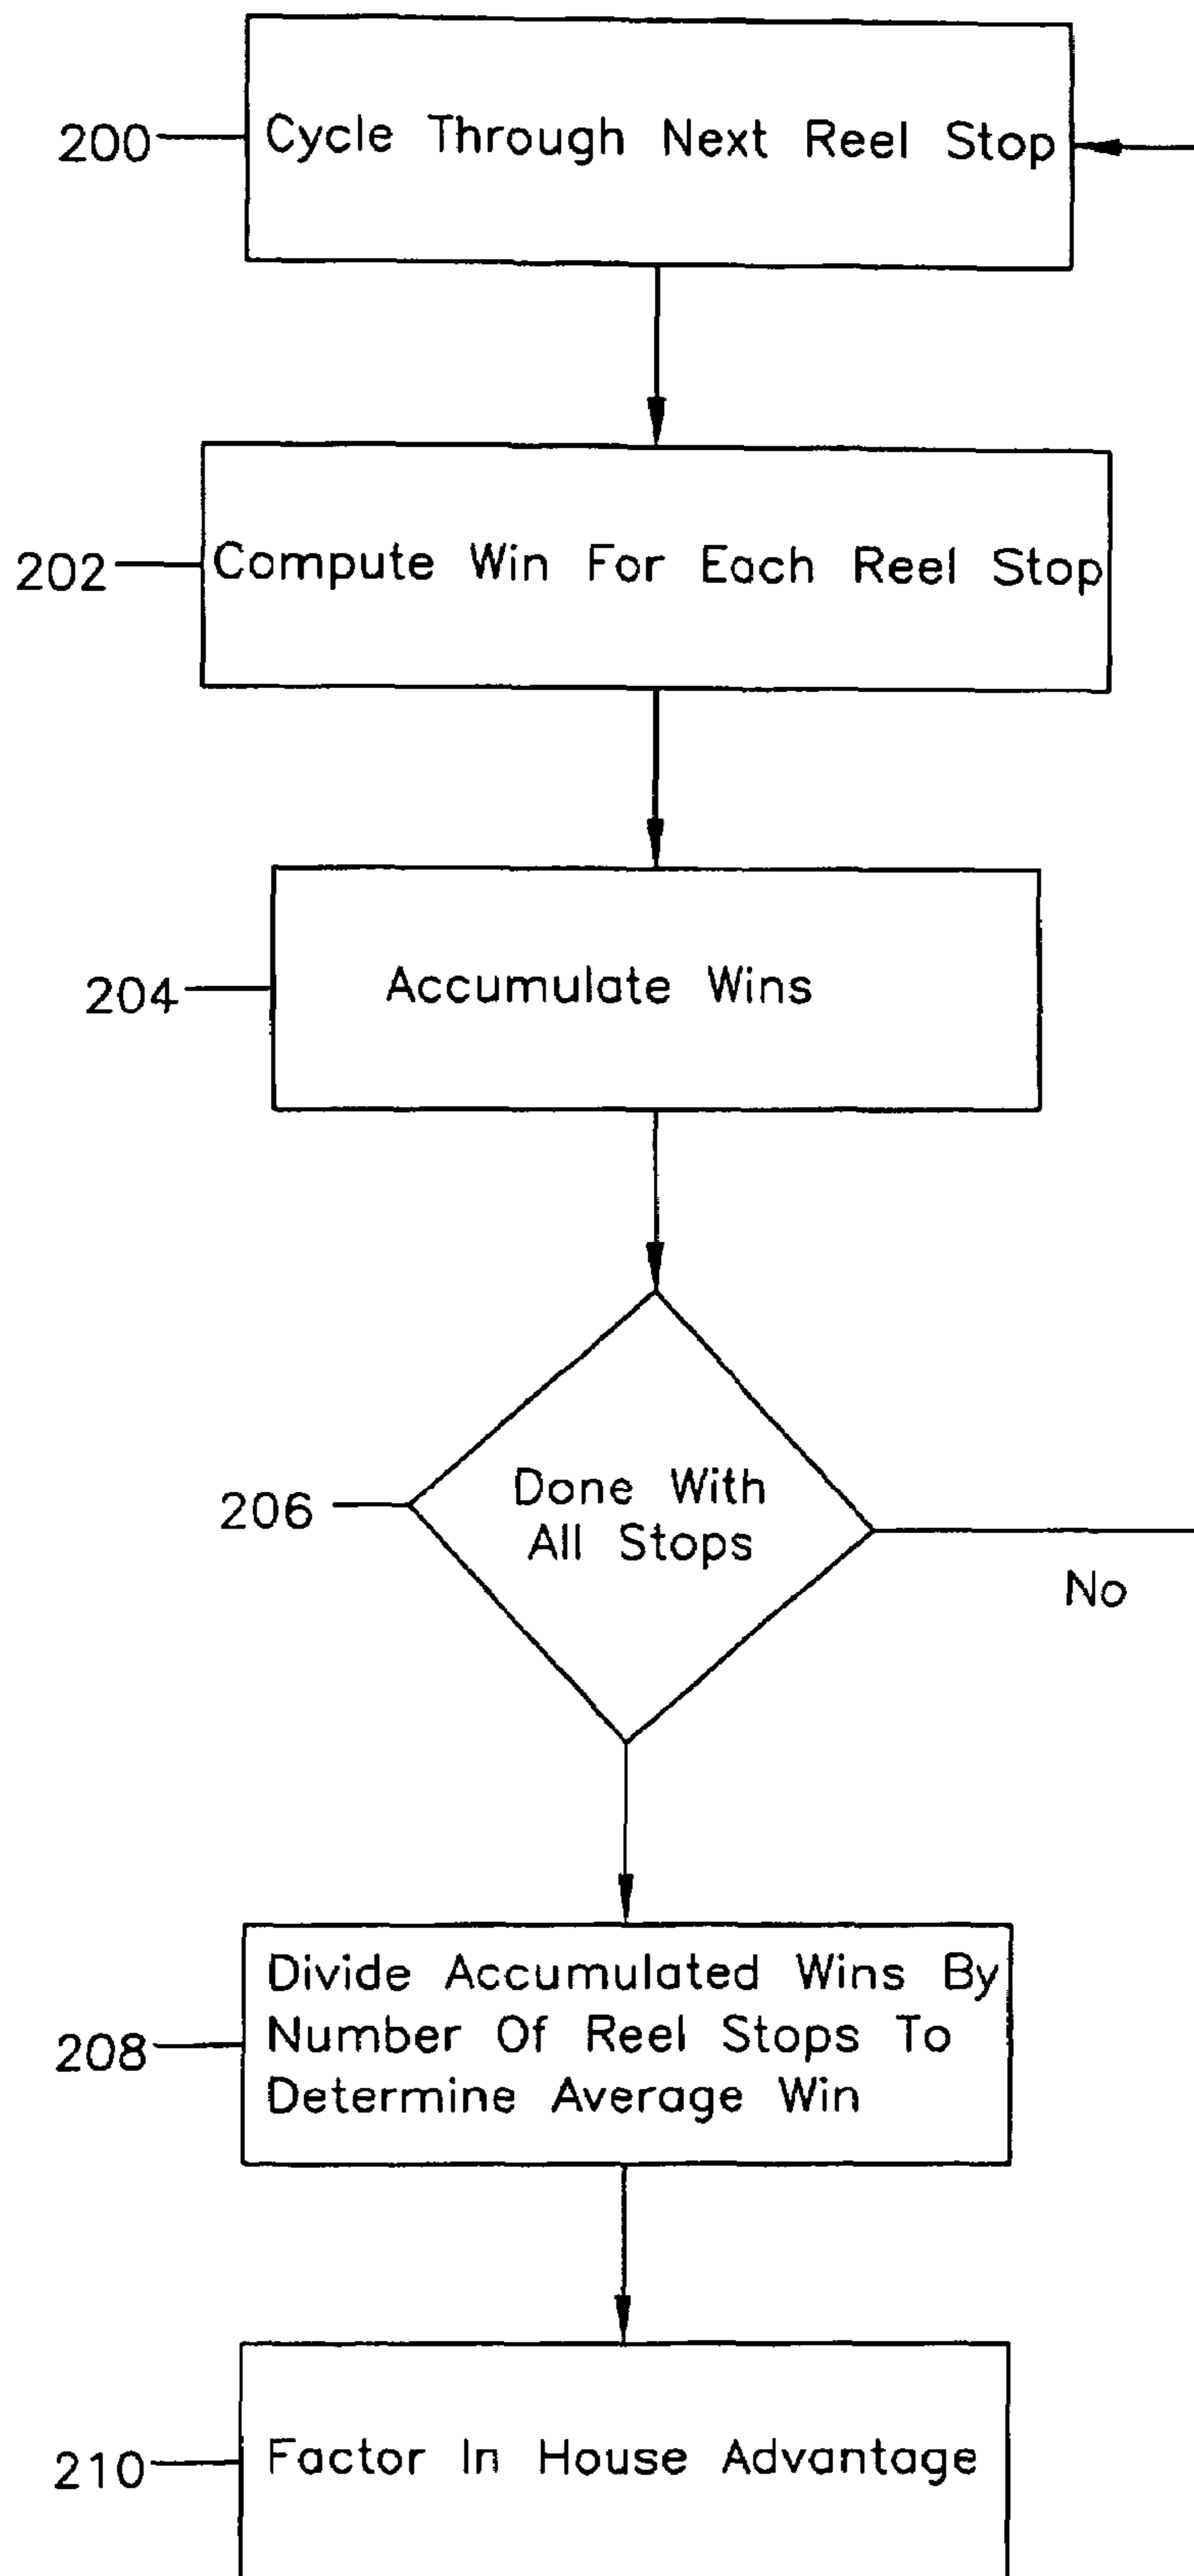 200
Cycle Through Next Reel Stop
202
Compute Win For Each Reel Stop
204
Accumulate Wins
206
Done With
All Stops
No
208
Divide Accumulated Wins By
Number Of Reel Stops To
Determine Average Win
210
Factor In House Advantage